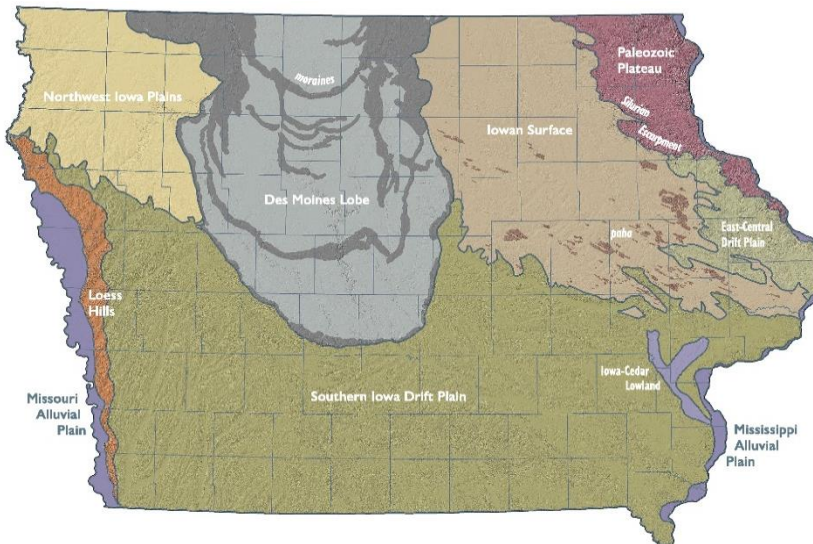 Paleozoic
Plateau
moraines
Northwest Iowa Plains
Silurian
Escarpment
Iowan Surface
Des Moines Lobe
East-Central
Drift Plain
paha
Loess
Hills
Iowa-Cedar
Lowland
Missouri
Alluvial
Plain
Southern Iowa Drift Plain
Mississippi
Alluvial
Plain